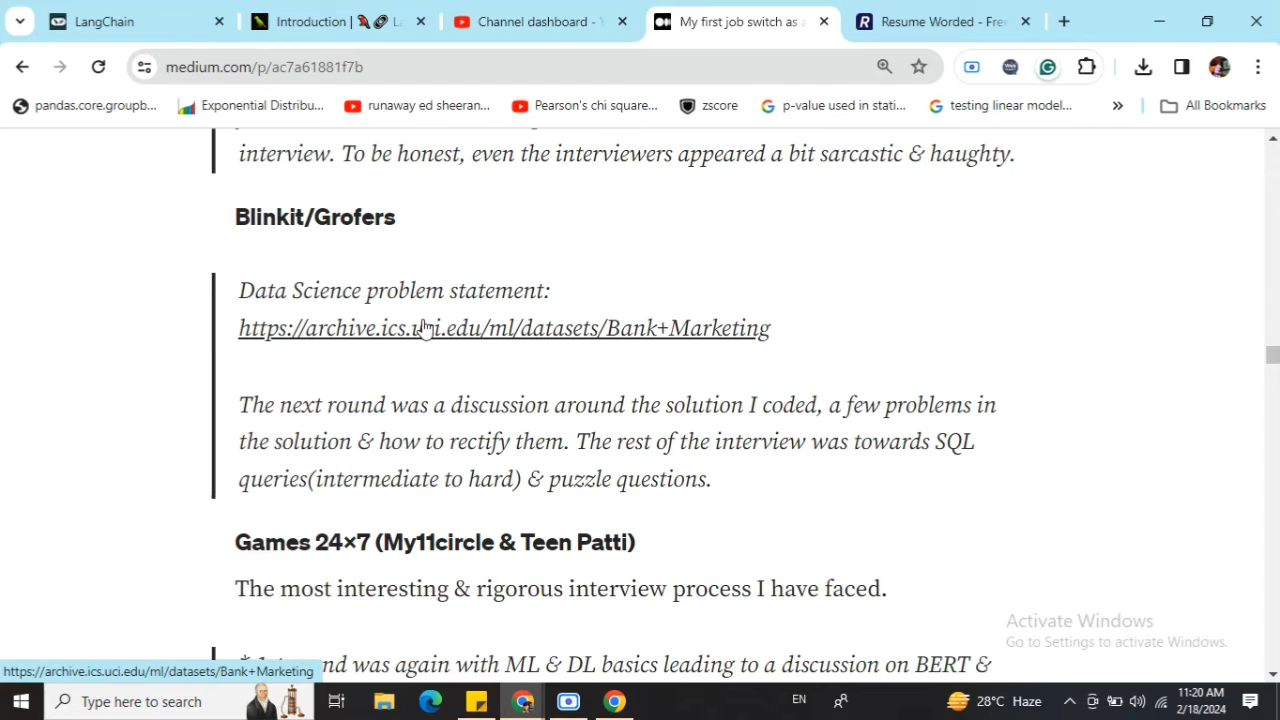 LangChain
Introduction |
Channel dashboard -
My first job switch as
Resume Worded - Free
medium.com/p/ac7a61881f7b
pandas.core.groupb...
Exponential Distribu...
runaway ed sheeran...
Pearson's chi square...
zscore
p-value used in stati...
testing linear model...
»
All Bookmarks
interview. To be honest, even the interviewers appeared a bit sarcastic & haughty.
Blinkit/Grofers
Data Science problem statement:
https://archive.ics.uci.edu/ml/datasets/Bank+Marketing
The next round was a discussion around the solution I coded, a few problems in
the solution & how to rectify them. The rest of the interview was towards SQL
queries(intermediate to hard) & puzzle questions.
Games 24×7 (My11circle & Teen Patti)
The most interesting & rigorous interview process I have faced.
Activate Windows
Go to Settings to activate Windows.
was again with ML & DL basics leading to a discussion on BERT &
https://archive.ics.uci.edu/ml/datasets/Bank+Marketing
Type here to search
28°C Haze
EN
11:20 AM
2/18/2024